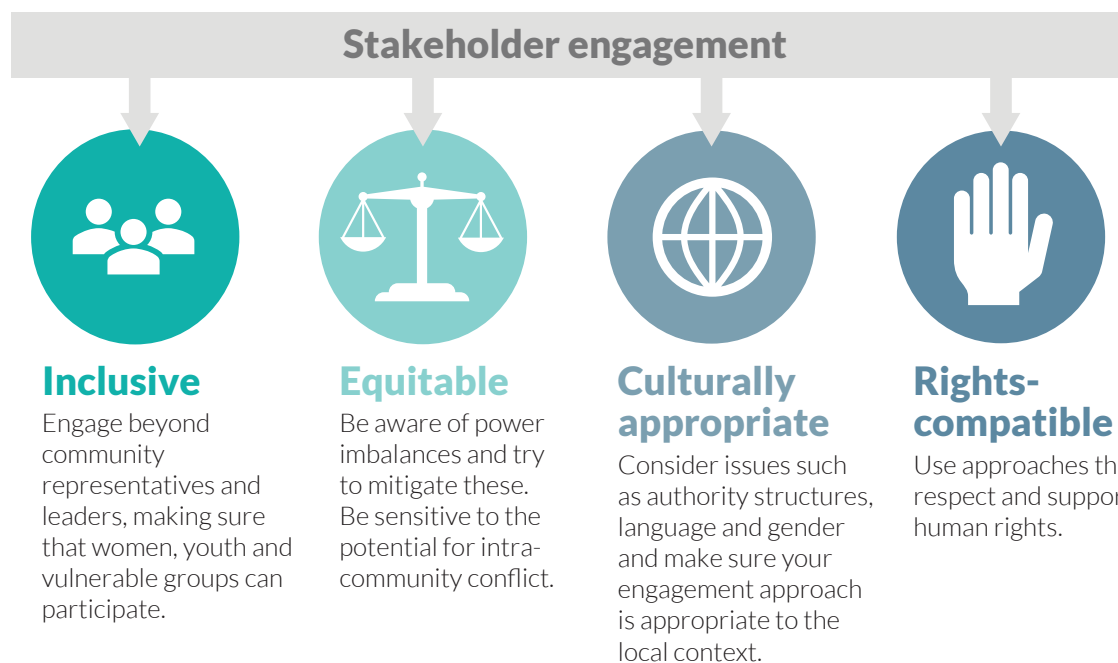 Stakeholder engagement
Inclusive
Engage beyond
community
representatives and
leaders, making sure
that women, youth and
vulnerable groups can
participate.
Equitable
Be aware of power
imbalances and try
to mitigate these.
Be sensitive to the
potential for intra-
community conflict.
Culturally
appropriate
Consider issues such
as authority structures,
language and gender
and make sure your
engagement approach
is appropriate to the
local context.
Rights-
compatible
Use approaches
respect and
human rights.